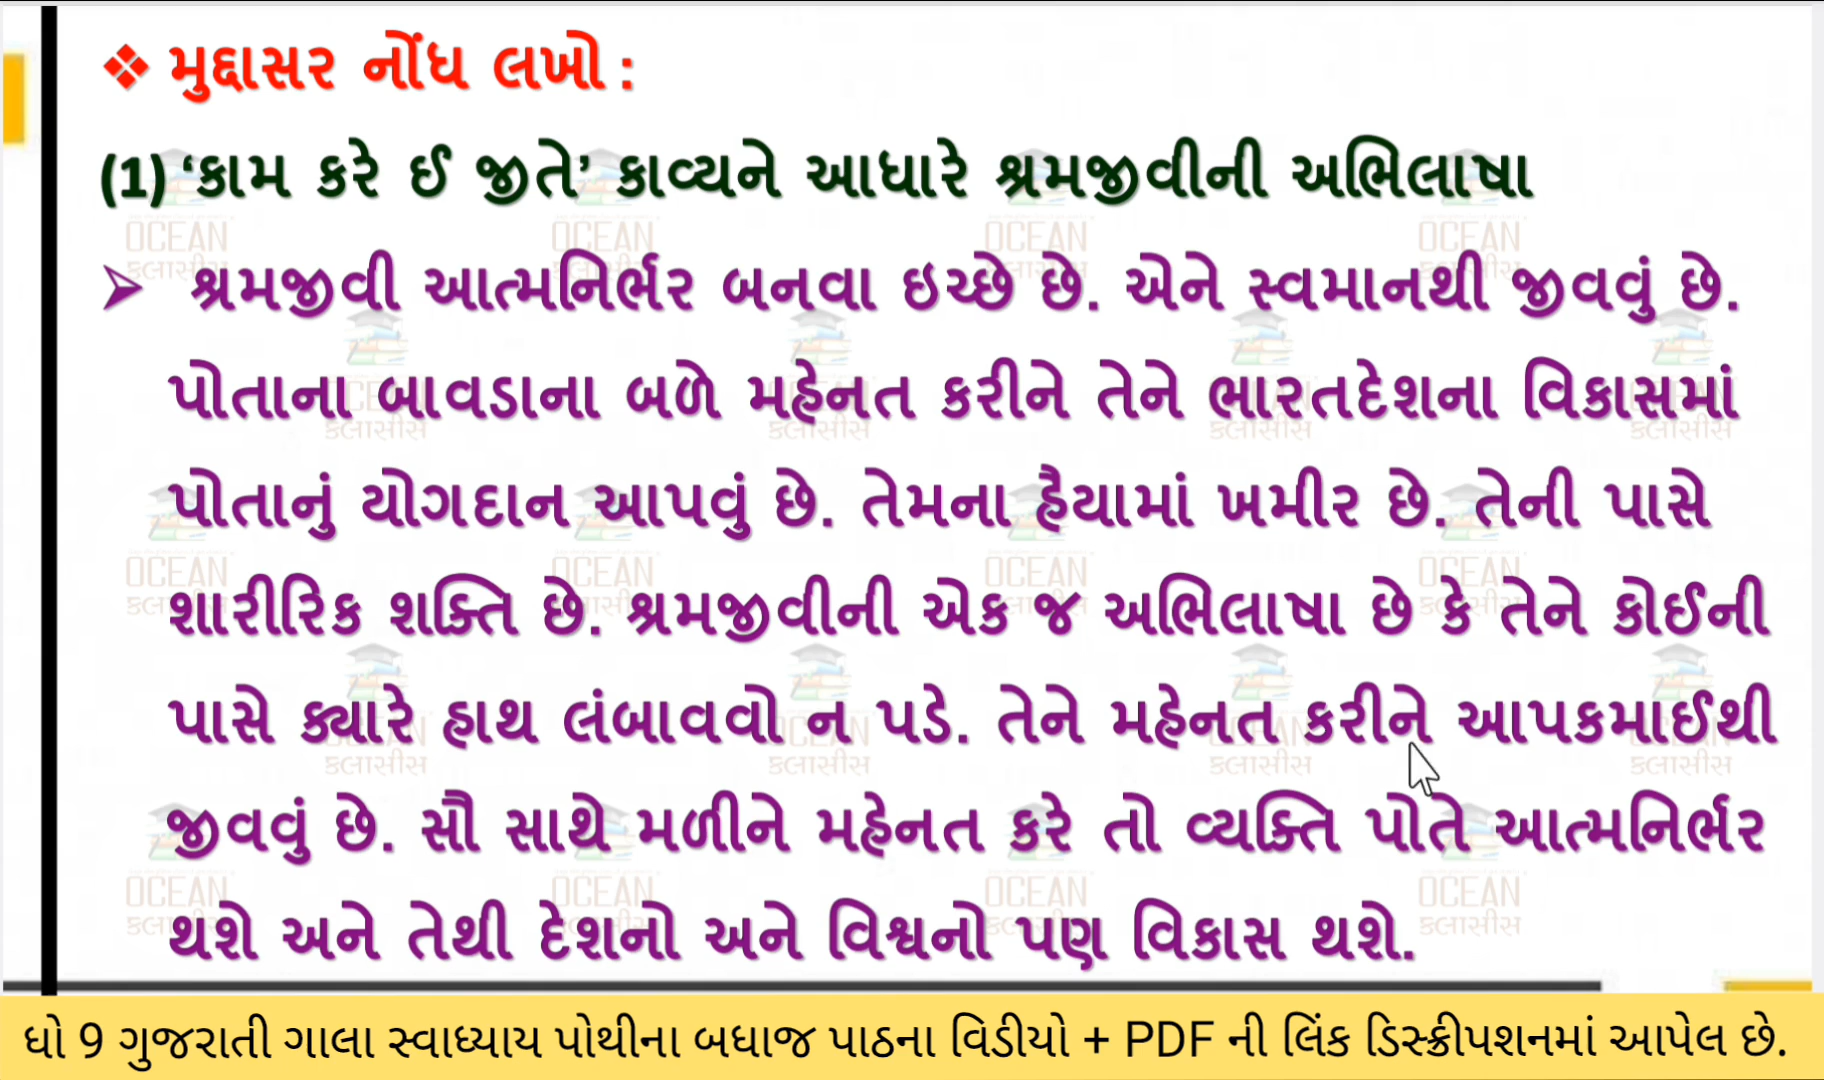 ❖ મુદ્દાસર નોંધ લખો :
(1) ‘કામ કરે ઈ જીતે’ કાવ્યને આધારે શ્રમજીવીની અભિલાષા
➢ શ્રમજીવી આત્મનિર્ભર બનવા ઇચ્છે છે. એને સ્વમાનથી જીવવું છે.
પોતાના બાવડાના બળે મહેનત કરીને તેને ભારતદેશના વિકાસમાં
પોતાનું યોગદાન આપવું છે. તેમના હૈયામાં ખમીર છે. તેની પાસે
શારીરિક શક્તિ છે. શ્રમજીવીની એક જ અભિલાષા છે કે તેને કોઈની
પાસે ક્યારે હાથ લંબાવવો ન પડે. તેને મહેનત કરીને આપકમાઈથી
જીવવું છે. સૌ સાથે મળીને મહેનત કરે તો વ્યક્તિ પોતે આત્મનિર્ભર
થશે અને તેથી દેશનો અને વિશ્વનો પણ વિકાસ થશે.
OCEAN
ક્લાસીસ
ધો 9 ગુજરાતી ગાલા સ્વાધ્યાય પોથીના બધાજ પાઠના વિડીયો + PDF ની લિંક ડિસ્ક્રીપશનમાં આપેલ છે.